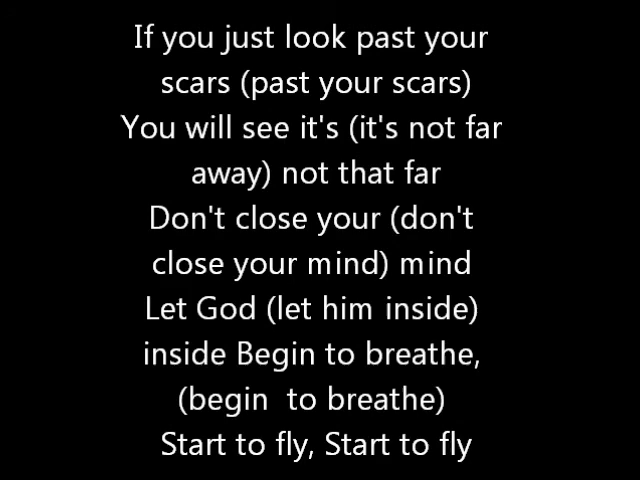 If you just look past your
scars (past your scars)
You will see it's (it's not far
away) not that far
Don't close your (don't
close your mind) mind
Let God (let him inside)
inside Begin to breathe,
(begin  to breathe)
Start to fly, Start to fly